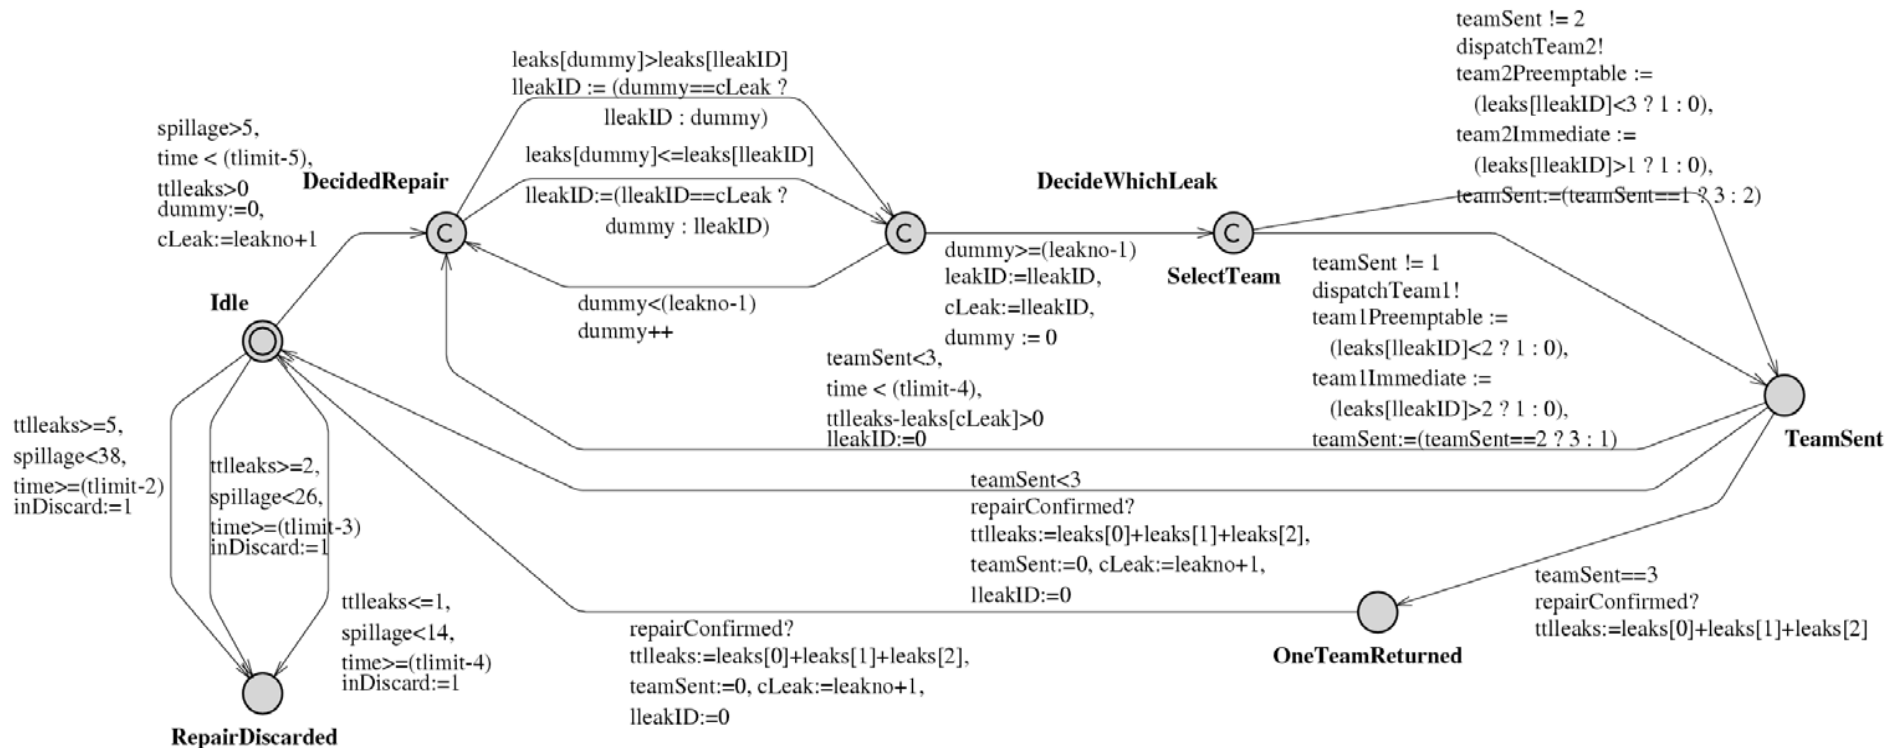 teamSent != 2
dispatchTeam2!
team2Preemptable :=
(leaks[lleakID]<3 ? 1 : 0),
team2Immediate :=
(leaks[lleakID]>1 ? 1 : 0),
teamSent:=(teamSent==1 ? 3 : 2)
leaks[dummy]>leaks[lleakID]
lleakID := (dummy==cLeak ?
lleakID : dummy)
leaks[dummy]<=leaks[lleakID]
lleakID:=(lleakID==cLeak ?
dummy : lleakID)
spillage>5,
time < (tlimit-5),
ttlleaks>0
dummy:=0,
cLeak:=leakno+1
DecidedRepair
C
C
DecideWhichLeak
C
SelectTeam
dummy>=(leakno-1)
leakID:=lleakID,
cLeak:=lleakID,
dummy := 0
dummy<(leakno-1)
dummy++
teamSent != 1
dispatchTeam1!
team1Preemptable :=
(leaks[lleakID]<2 ? 1 : 0),
team1Immediate :=
(leaks[lleakID]>2 ? 1 : 0),
teamSent:=(teamSent==2 ? 3 : 1)
Idle
teamSent<3,
time < (tlimit-4),
ttlleaks-leaks[cLeak]>0
lleakID:=0
TeamSent
ttlleaks>=5,
spillage<38,
time>=(tlimit-2)
inDiscard:=1
ttlleaks>=2,
spillage<26,
time>=(tlimit-3)
inDiscard:=1
teamSent<3
repairConfirmed?
ttlleaks:=leaks[0]+leaks[1]+leaks[2],
teamSent:=0, cLeak:=leakno+1,
lleakID:=0
ttlleaks<=1,
spillage<14,
time>=(tlimit-4)
inDiscard:=1
teamSent==3
repairConfirmed?
ttlleaks:=leaks[0]+leaks[1]+leaks[2]
repairConfirmed?
ttlleaks:=leaks[0]+leaks[1]+leaks[2],
teamSent:=0, cLeak:=leakno+1,
lleakID:=0
OneTeamReturned
RepairDiscarded